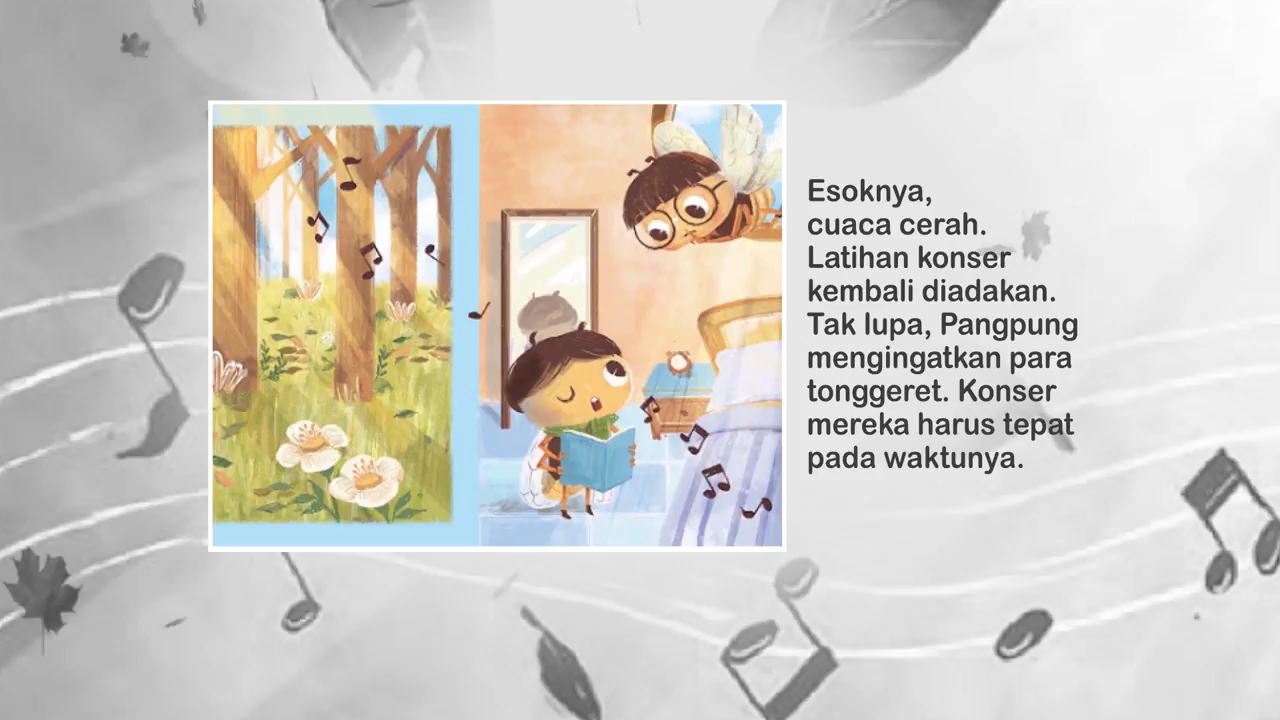 Esoknya,
cuaca cerah.
Latihan konser
kembali diadakan.
Tak lupa, Pangpung
mengingatkan para
tonggeret. Konser
mereka harus tepat
pada waktunya.